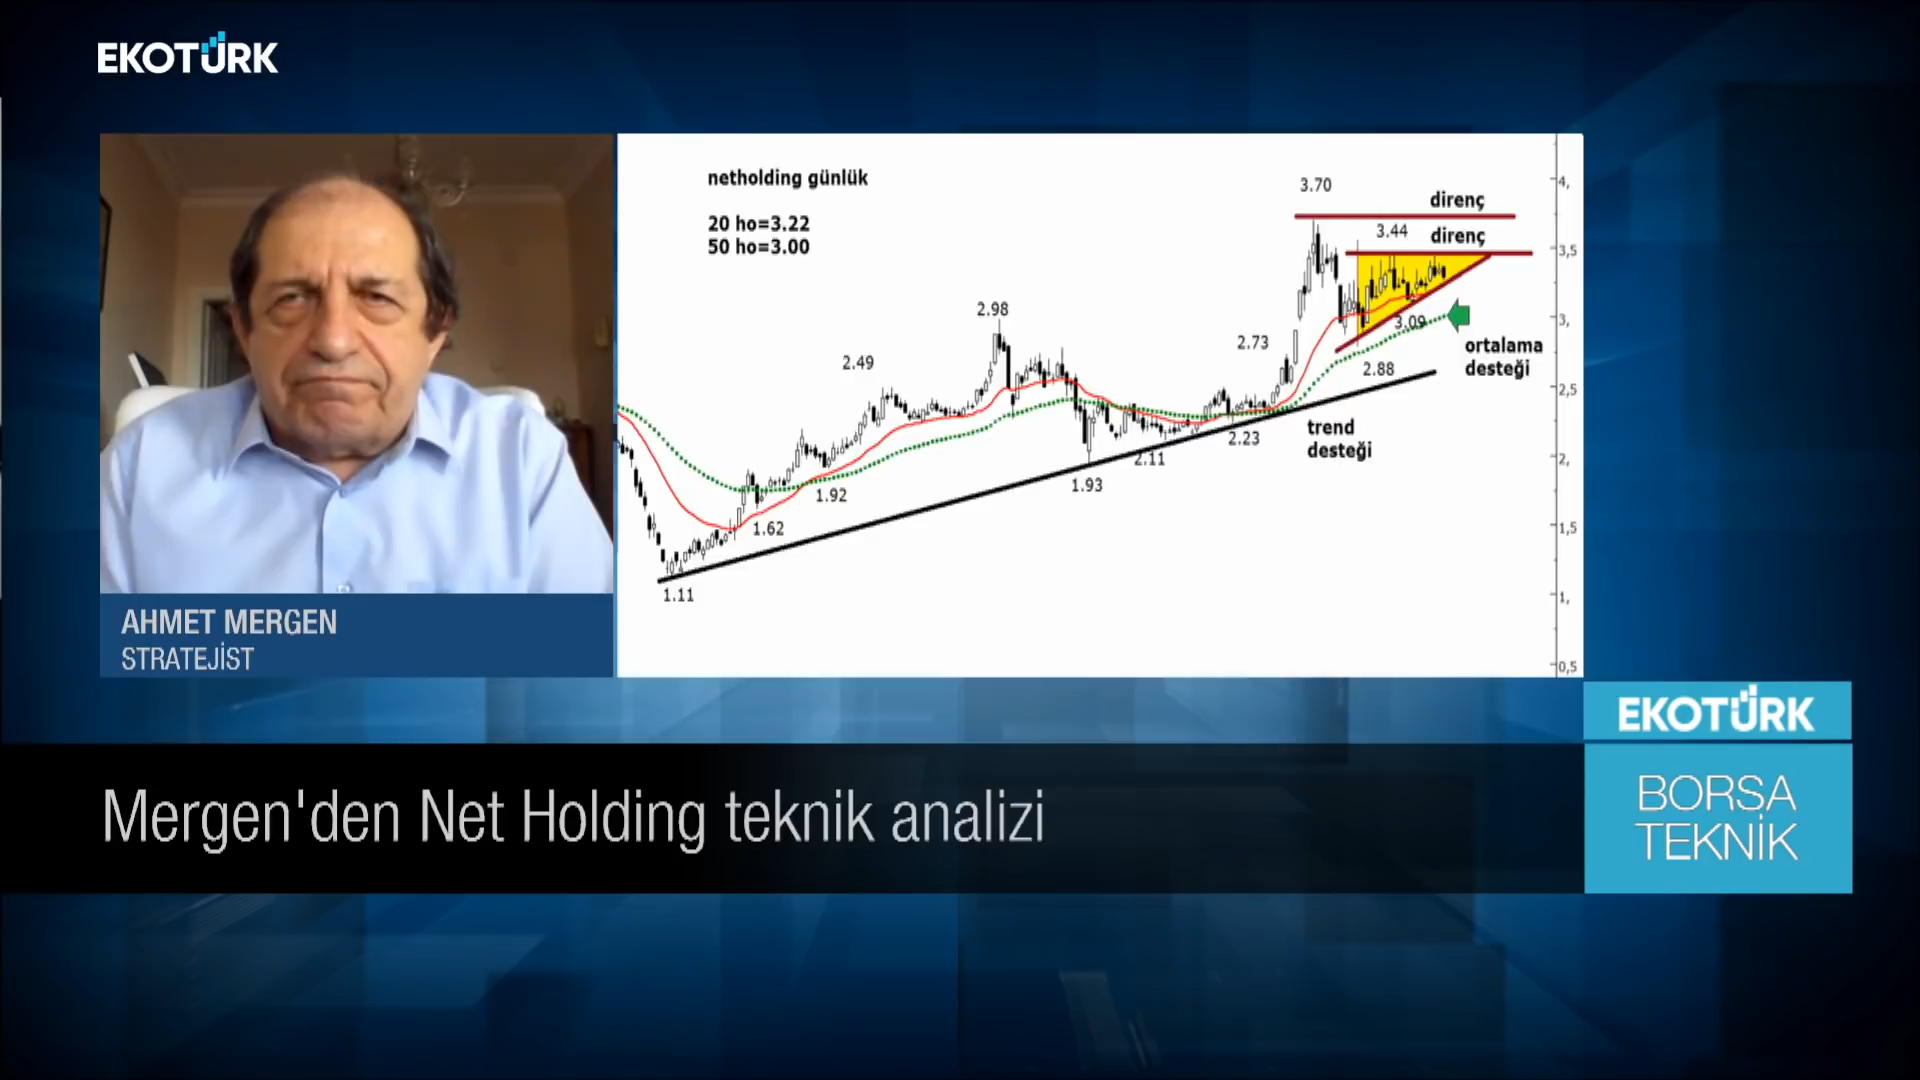 EKOTÜRK
netholding günlük
20 ho=3.22
50 ho=3.00
3.70
direnç
3.44
direnç
2.98
2.49
2.73
3.09
ortalama
desteği
2.88
trend
desteği
2.23
2.11
1.93
1.92
1.62
1.11
4,
3,5
3,
2,5
2,
1,5
1,
0,5
AHMET MERGEN
STRATEJİST
EKOTÜRK
Mergen'den Net Holding teknik analizi
BORSA
TEKNİK